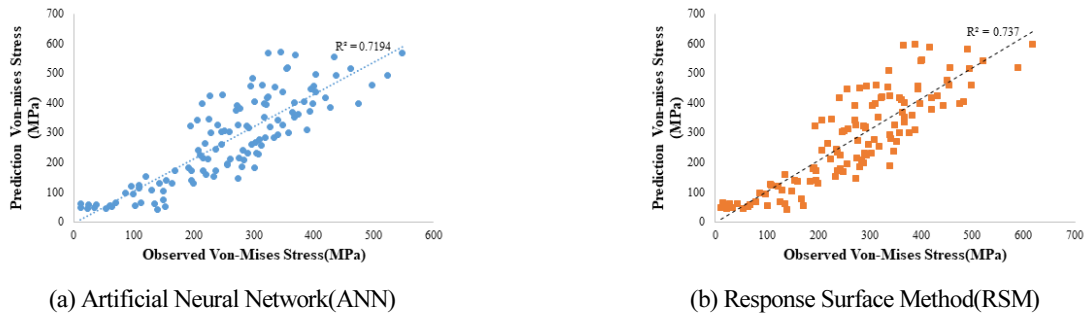 700
600
500
400
300
200
100
0
Prediction Von-mises Stress
(MPa)
R² = 0.7194
0 100 200 300 400 500 600
Observed Von-Mises Stress(MPa)
(a) Artificial Neural Network(ANN)
700
600
500
400
300
200
100
0
Prediction Von-mises Stress
(MPa)
R² = 0.737
0 100 200 300 400 500 600 700
Observed Von-Mises Stress(MPa)
(b) Response Surface Method(RSM)